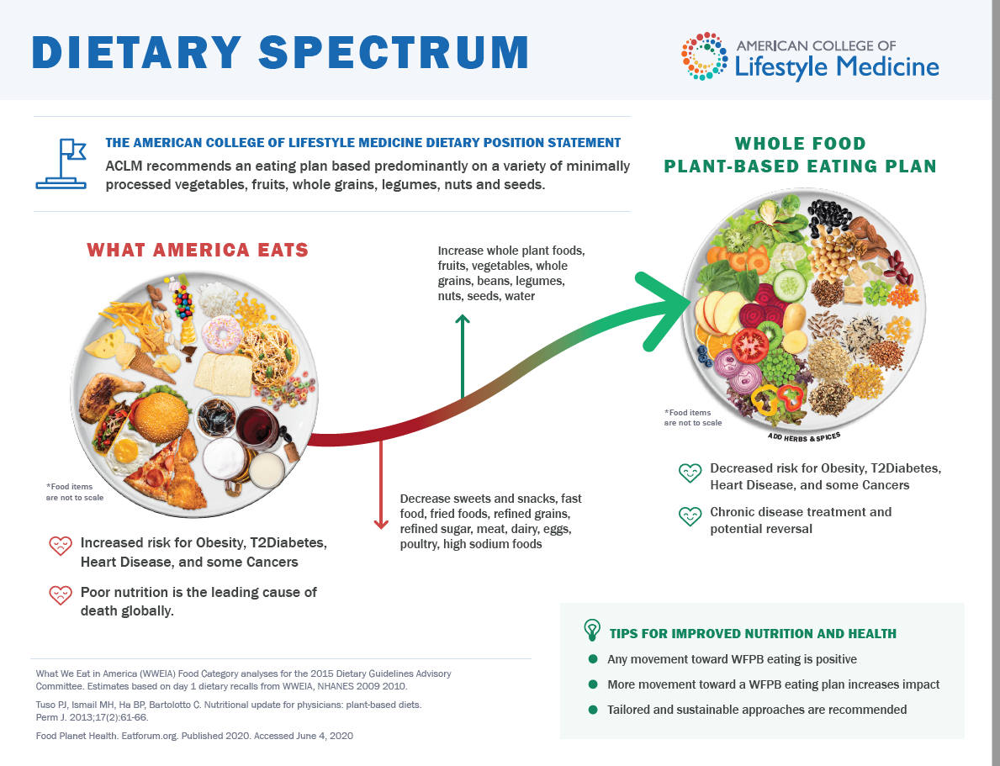 DIETARY SPECTRUM
AMERICAN COLLEGE OF
Lifestyle Medicine
THE AMERICAN COLLEGE OF LIFESTYLE MEDICINE DIETARY POSITION STATEMENT
ACLM recommends an eating plan based predominantly on a variety of minimally
processed vegetables, fruits, whole grains, legumes, nuts and seeds.
WHOLE FOOD
PLANT-BASED EATING PLAN
WHAT AMERICA EATS
Increase whole plant foods,
fruits, vegetables, whole
grains, beans, legumes,
nuts, seeds, water
*Food items
are not to scale
ADD HERBS & SPICES
Decreased risk for Obesity, T2Diabetes,
Heart Disease, and some Cancers
Chronic disease treatment and
potential reversal
*Food items
are not to scale
Decrease sweets and snacks, fast
food, fried foods, refined grains,
refined sugar, meat, dairy, eggs,
poultry, high sodium foods
Increased risk for Obesity, T2Diabetes,
Heart Disease, and some Cancers
Poor nutrition is the leading cause of
death globally.
TIPS FOR IMPROVED NUTRITION AND HEALTH
Any movement toward WFPB eating is positive
More movement toward a WFPB eating plan increases impact
Tailored and sustainable approaches are recommended
What We Eat in America (WWEIA) Food Category analyses for the 2015 Dietary Guidelines Advisory
Committee. Estimates based on day 1 dietary recalls from WWEIA, NHANES 2009 2010.
Tuso PJ, Ismail MH, Ha BP, Bartolotto C. Nutritional update for physicians: plant-based diets.
Perm J. 2013;17(2):61-66.
Food Planet Health. Eatforum.org. Published 2020. Accessed June 4, 2020